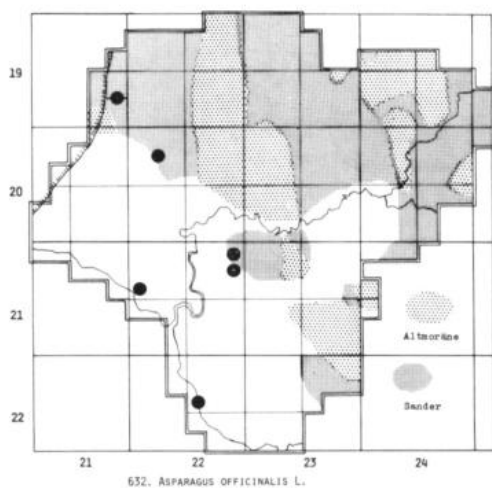 19
20
21
22
Altmoräne
Sander
21 22 23 24
632. ASPARAGUS OFFICINALIS L.